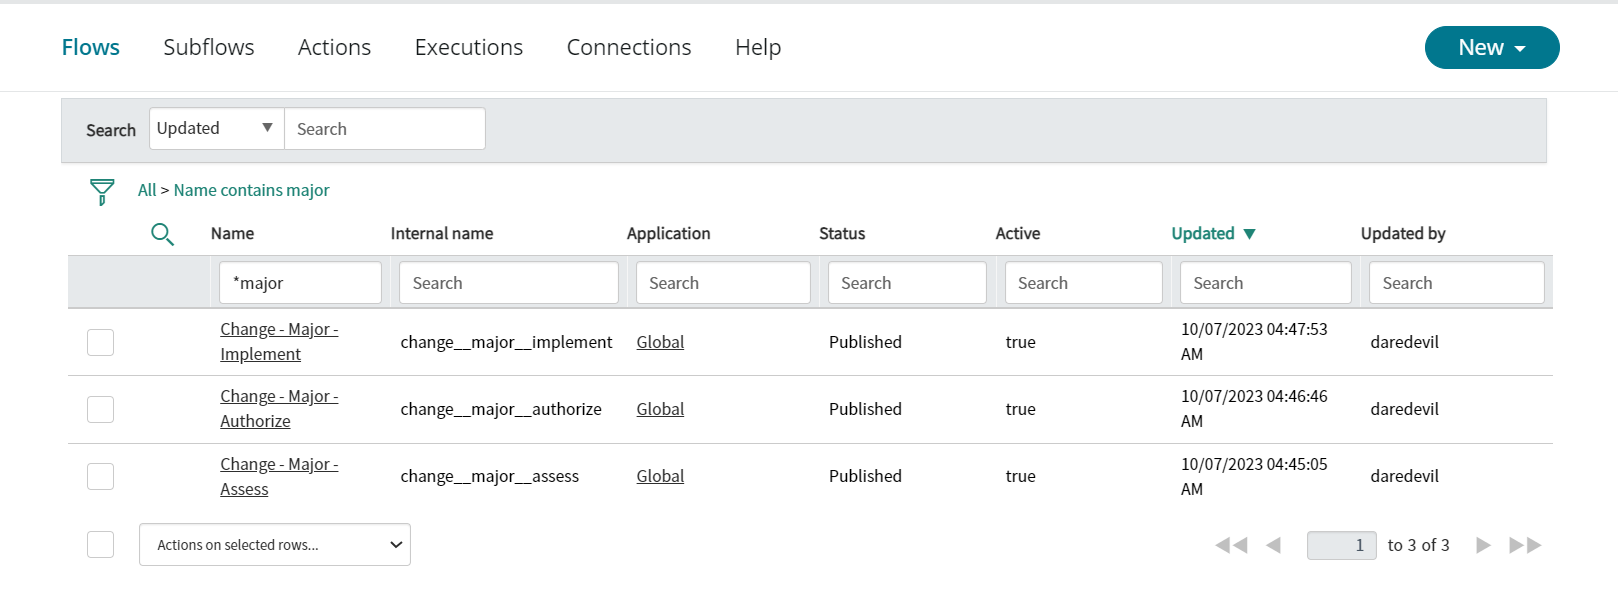 Flows Subflows Actions Executions Connections Help New
Search Updated Search
All > Name contains major
Name Internal name Application Status Active Updated Updated by
*major Search Search Search Search Search Search
Change - Major - Implement change__major__implement Global Published true 10/07/2023 04:47:53 AM daredevil
Change - Major - Authorize change__major__authorize Global Published true 10/07/2023 04:46:46 AM daredevil
Change - Major - Assess change__major__assess Global Published true 10/07/2023 04:45:05 AM daredevil
Actions on selected rows... 1 to 3 of 3